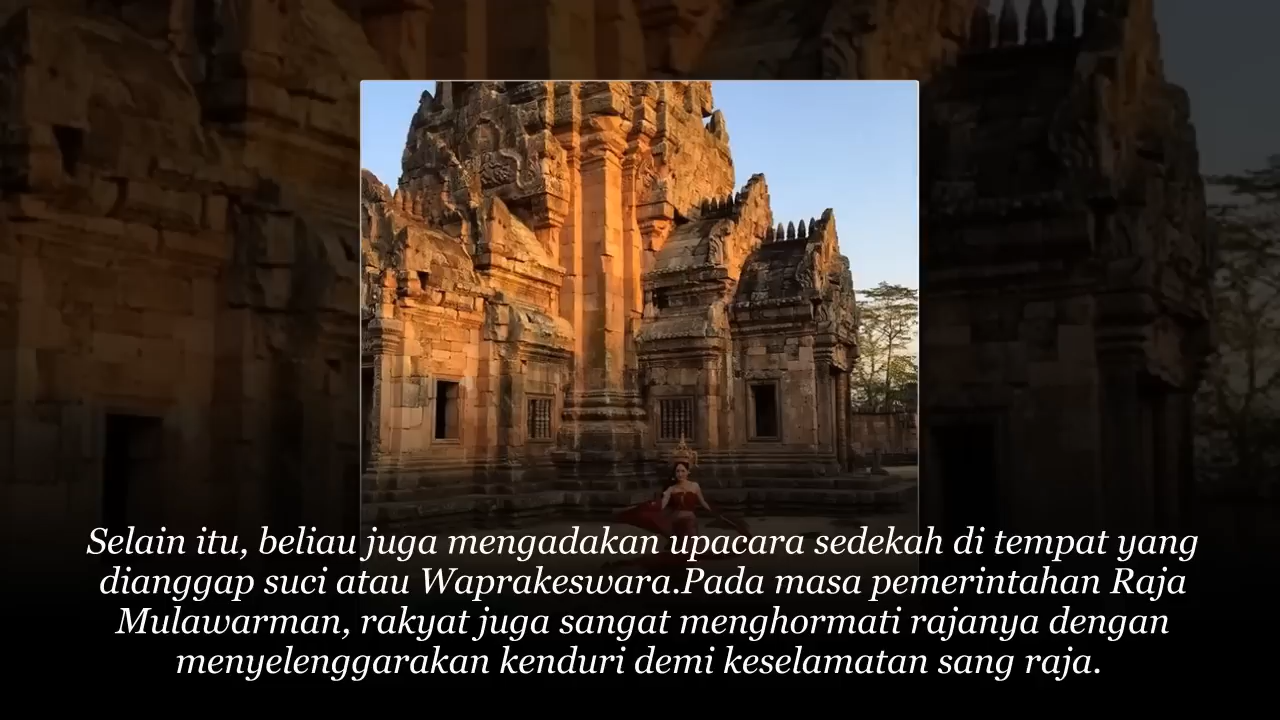 Selain itu, beliau juga mengadakan upacara sedekah di tempat yang
dianggap suci atau Waprakeswara.Pada masa pemerintahan Raja
Mulawarman, rakyat juga sangat menghormati rajanya dengan
menyelenggarakan kenduri demi keselamatan sang raja.